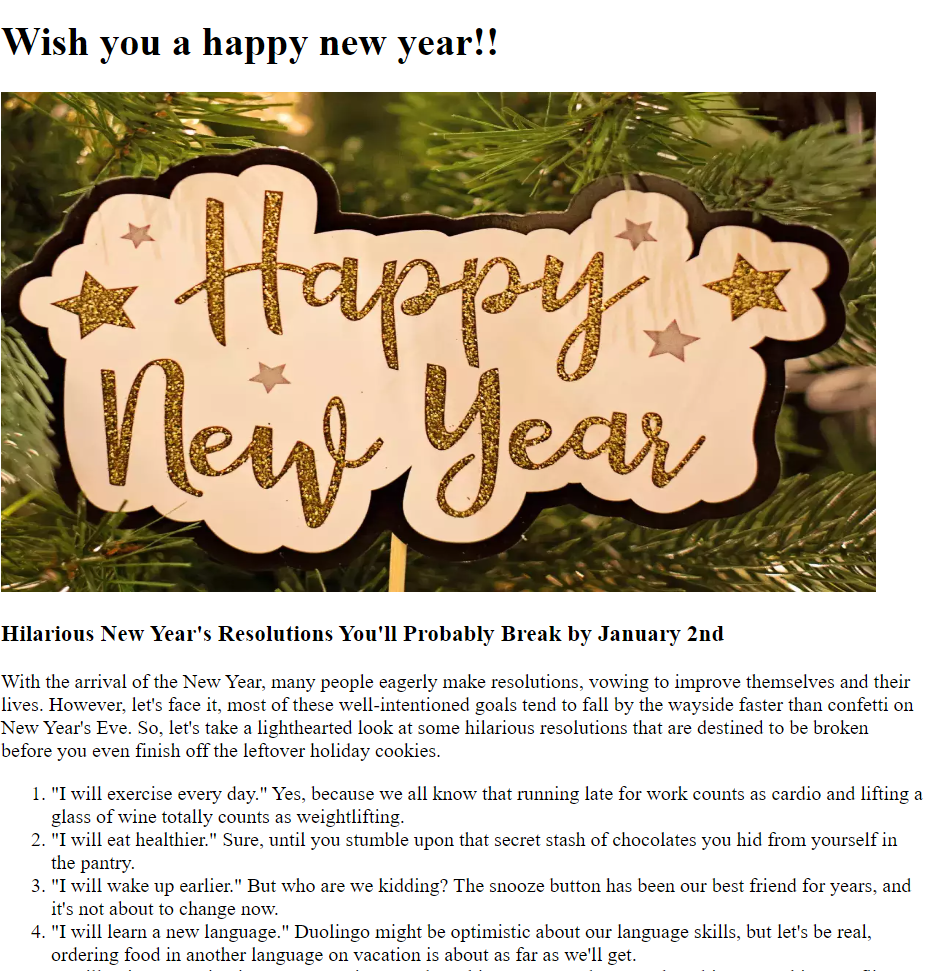 Wish you a happy new year!!
Happy
New Year
Hilarious New Year's Resolutions You'll Probably Break by January 2nd
With the arrival of the New Year, many people eagerly make resolutions, vowing to improve themselves and their
lives. However, let's face it, most of these well-intentioned goals tend to fall by the wayside faster than confetti on
New Year's Eve. So, let's take a lighthearted look at some hilarious resolutions that are destined to be broken
before you even finish off the leftover holiday cookies.
1. "I will exercise every day." Yes, because we all know that running late for work counts as cardio and lifting a
glass of wine totally counts as weightlifting.
2. "I will eat healthier." Sure, until you stumble upon that secret stash of chocolates you hid from yourself in
the pantry.
3. "I will wake up earlier." But who are we kidding? The snooze button has been our best friend for years, and
it's not about to change now.
4. "I will learn a new language." Duolingo might be optimistic about our language skills, but let's be real,
ordering food in another language on vacation is about as far as we'll get.